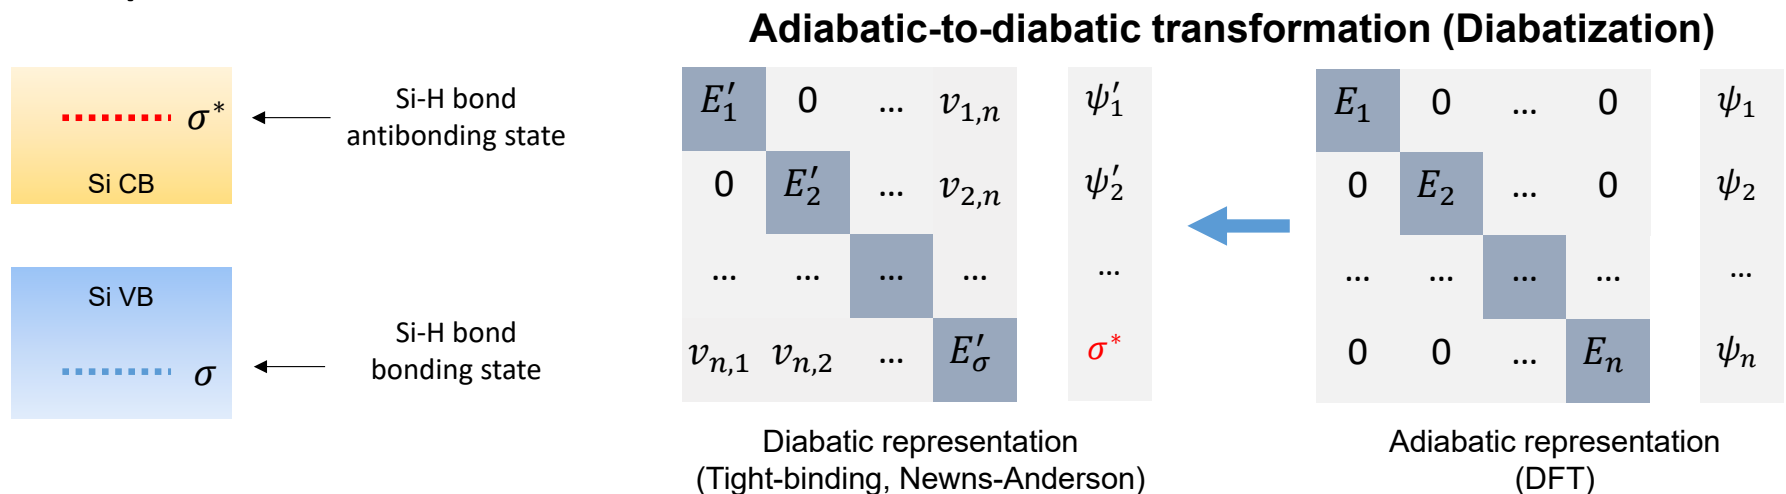 Adiabatic-to-diabatic transformation (Diabatization)
σ*
Si CB
Si-H bond
antibonding state
Si VB
σ
Si-H bond
bonding state
E′₁ 0 ... v₁,ₙ ψ′₁
0 E′₂ ... v₂,ₙ ψ′₂
... ... ... ... ...
vₙ,₁ vₙ,₂ ... E′σ σ*
Diabatic representation
(Tight-binding, Newns-Anderson)
E₁ 0 ... 0 ψ₁
0 E₂ ... 0 ψ₂
... ... ... ... ...
0 0 ... Eₙ ψₙ
Adiabatic representation
(DFT)